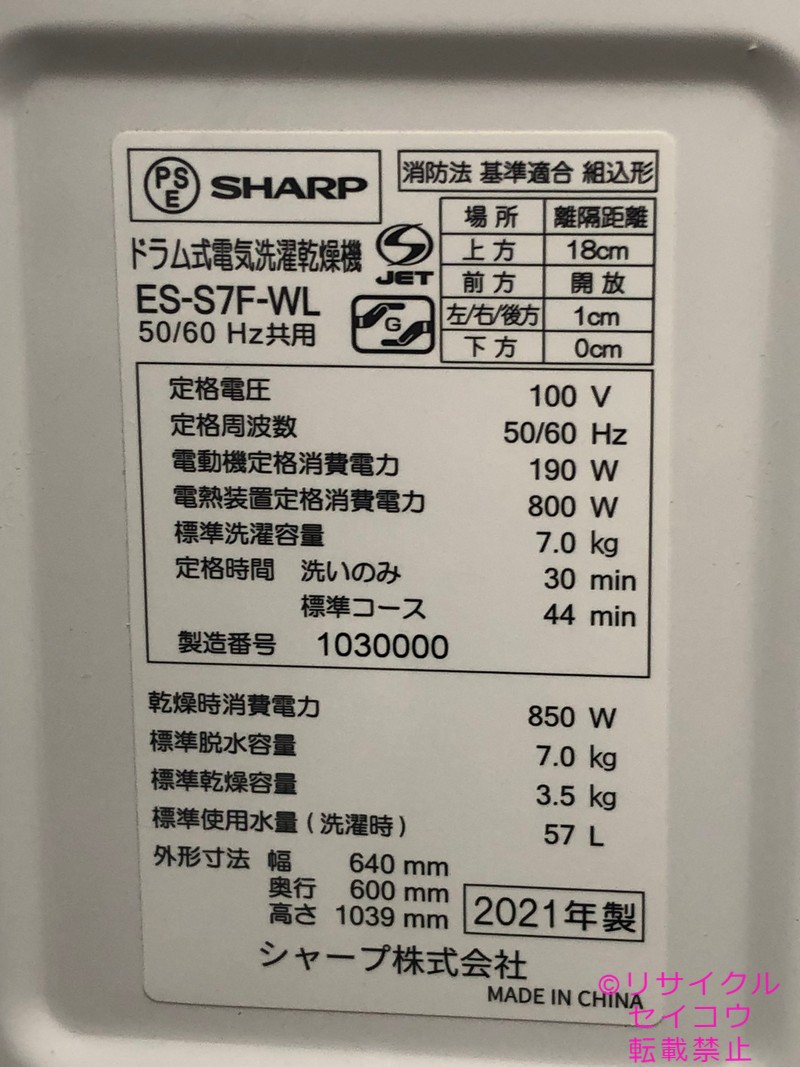 PSE SHARP
消防法 基準適合 組込形
場所 離隔距離
上方 18cm
前方 開放
左/右/後方 1cm
下方 0cm
ドラム式電気洗濯乾燥機
S JET
ES-S7F-WL
G
50/60 Hz共用
定格電圧 100 V
定格周波数 50/60 Hz
電動機定格消費電力 190 W
電熱装置定格消費電力 800 W
標準洗濯容量 7.0 kg
定格時間 洗いのみ 30 min
標準コース 44 min
製造番号 1030000
乾燥時消費電力 850 W
標準脱水容量 7.0 kg
標準乾燥容量 3.5 kg
標準使用水量(洗濯時) 57 L
外形寸法 幅 640 mm
奥行 600 mm
高さ 1039 mm
2021年製
シャープ株式会社
MADE IN CHINA
©リサイクル
セイコウ
転載禁止